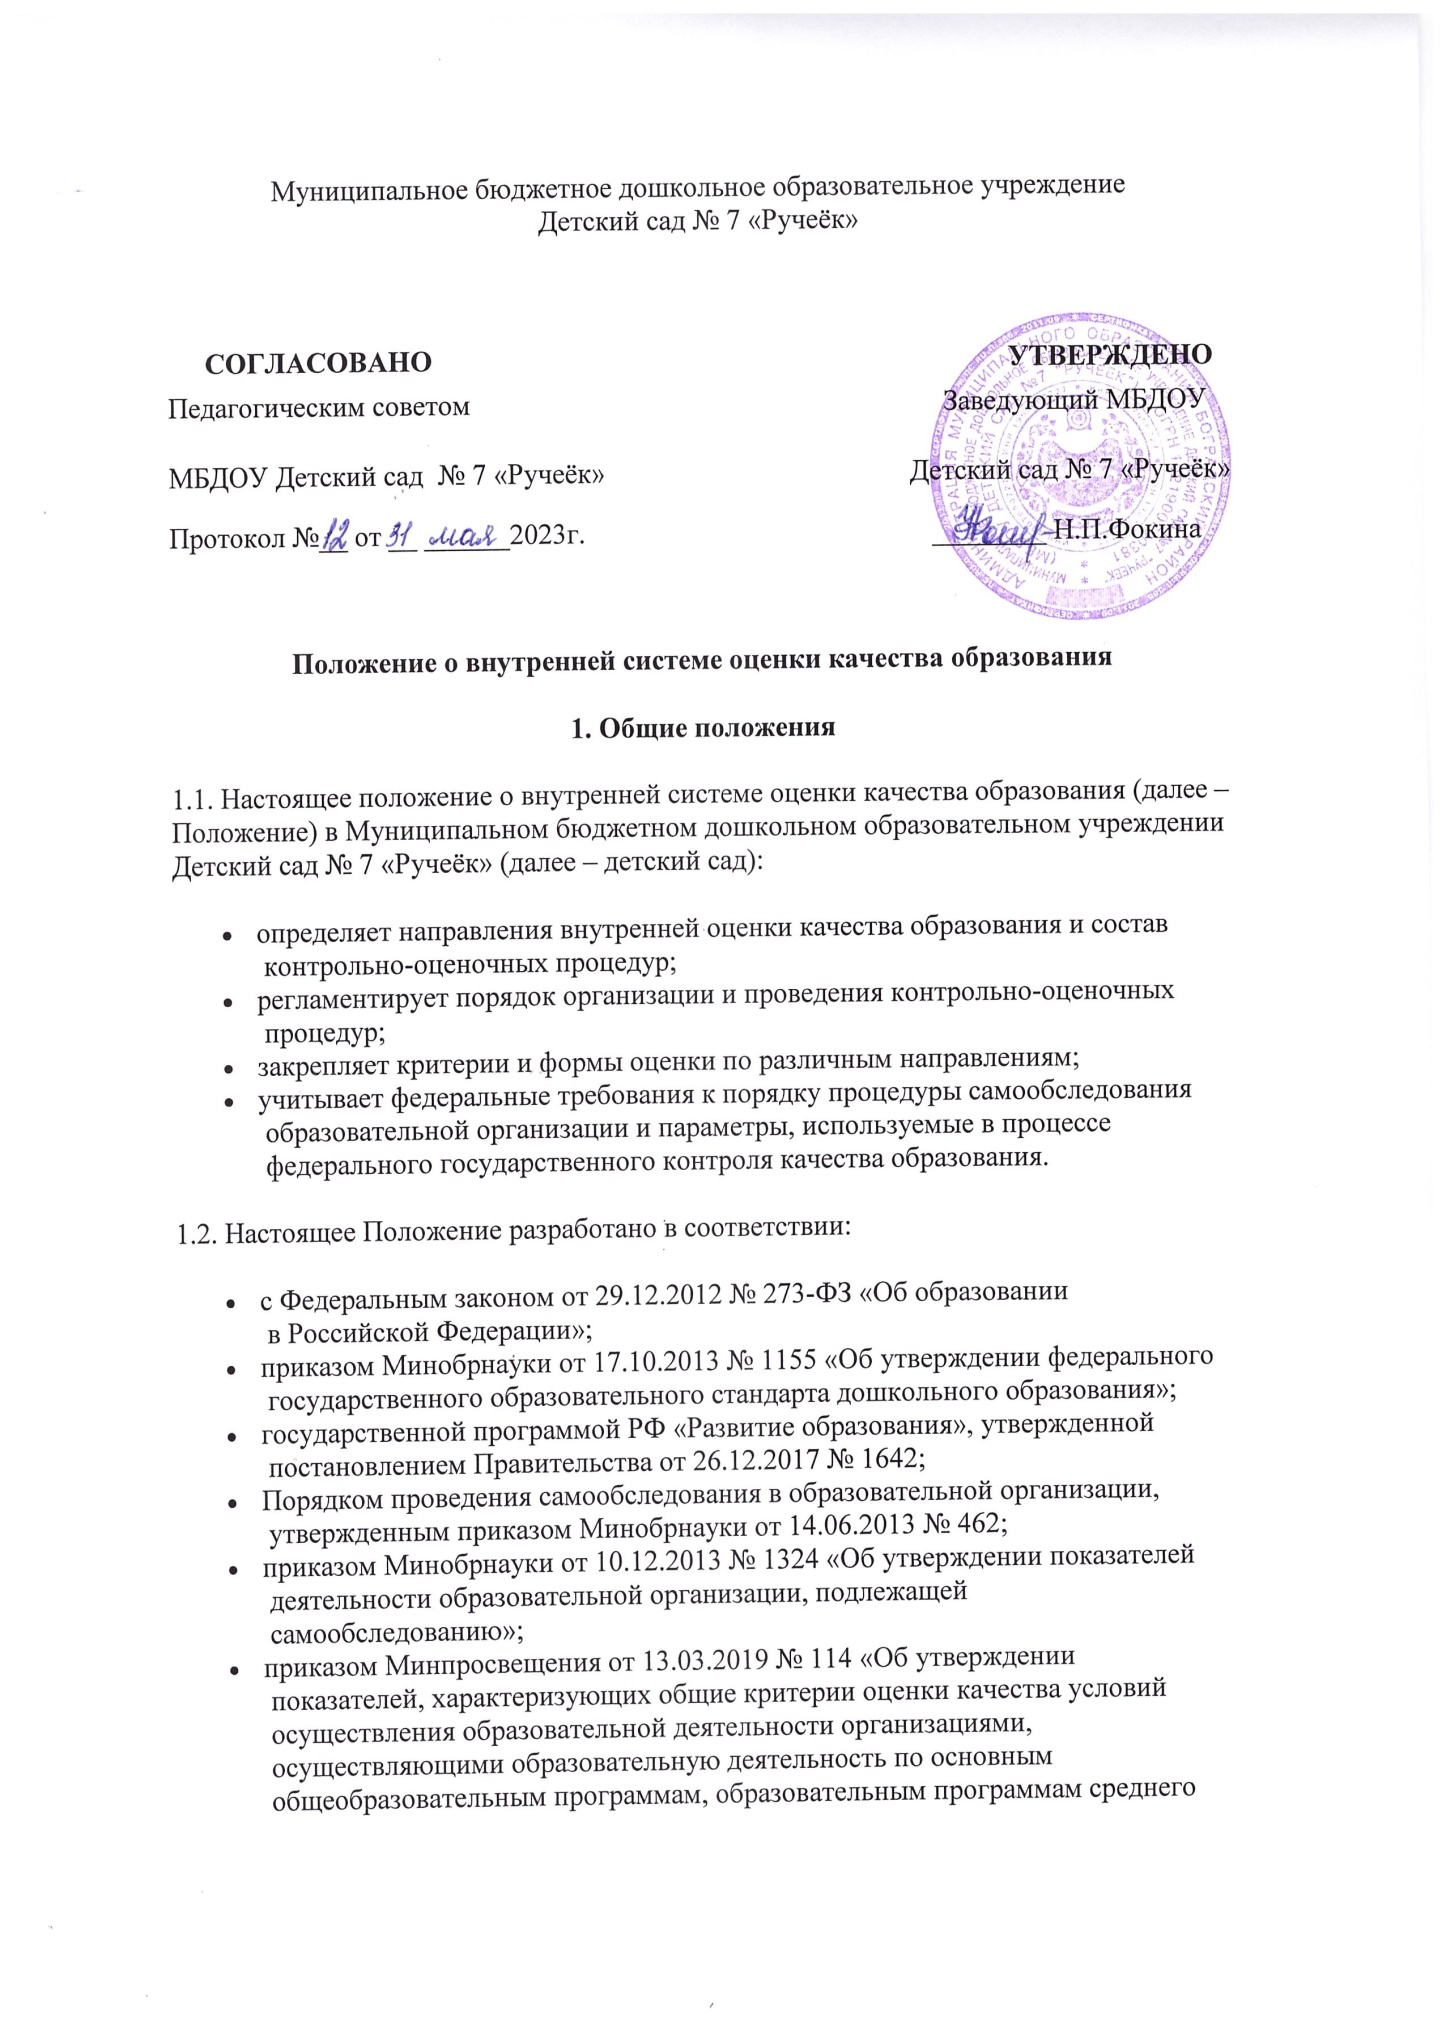 Муниципальное бюджетное дошкольное образовательное учреждение
Детский сад № 7 «Ручеёк»
СОГЛАСОВАНО
Педагогическим советом
МБДОУ Детский сад № 7 «Ручеёк»
Протокол № 12 от 31 мая 2023г.
УТВЕРЖДЕНО
Заведующий МБДОУ
Детский сад № 7 «Ручеёк»
Н.П.Фокина
Положение о внутренней системе оценки качества образования
1. Общие положения
1.1. Настоящее положение о внутренней системе оценки качества образования (далее –
Положение) в Муниципальном бюджетном дошкольном образовательном учреждении
Детский сад № 7 «Ручеёк» (далее – детский сад):
• определяет направления внутренней оценки качества образования и состав
контрольно-оценочных процедур;
• регламентирует порядок организации и проведения контрольно-оценочных
процедур;
• закрепляет критерии и формы оценки по различным направлениям;
• учитывает федеральные требования к порядку процедуры самообследования
образовательной организации и параметры, используемые в процессе
федерального государственного контроля качества образования.
1.2. Настоящее Положение разработано в соответствии:
• с Федеральным законом от 29.12.2012 № 273-ФЗ «Об образовании
в Российской Федерации»;
• приказом Минобрнауки от 17.10.2013 № 1155 «Об утверждении федерального
государственного образовательного стандарта дошкольного образования»;
• государственной программой РФ «Развитие образования», утвержденной
постановлением Правительства от 26.12.2017 № 1642;
• Порядком проведения самообследования в образовательной организации,
утвержденным приказом Минобрнауки от 14.06.2013 № 462;
• приказом Минобрнауки от 10.12.2013 № 1324 «Об утверждении показателей
деятельности образовательной организации, подлежащей
самообследованию»;
• приказом Минпросвещения от 13.03.2019 № 114 «Об утверждении
показателей, характеризующих общие критерии оценки качества условий
осуществления образовательной деятельности организациями,
осуществляющими образовательную деятельность по основным
общеобразовательным программам, образовательным программам среднего